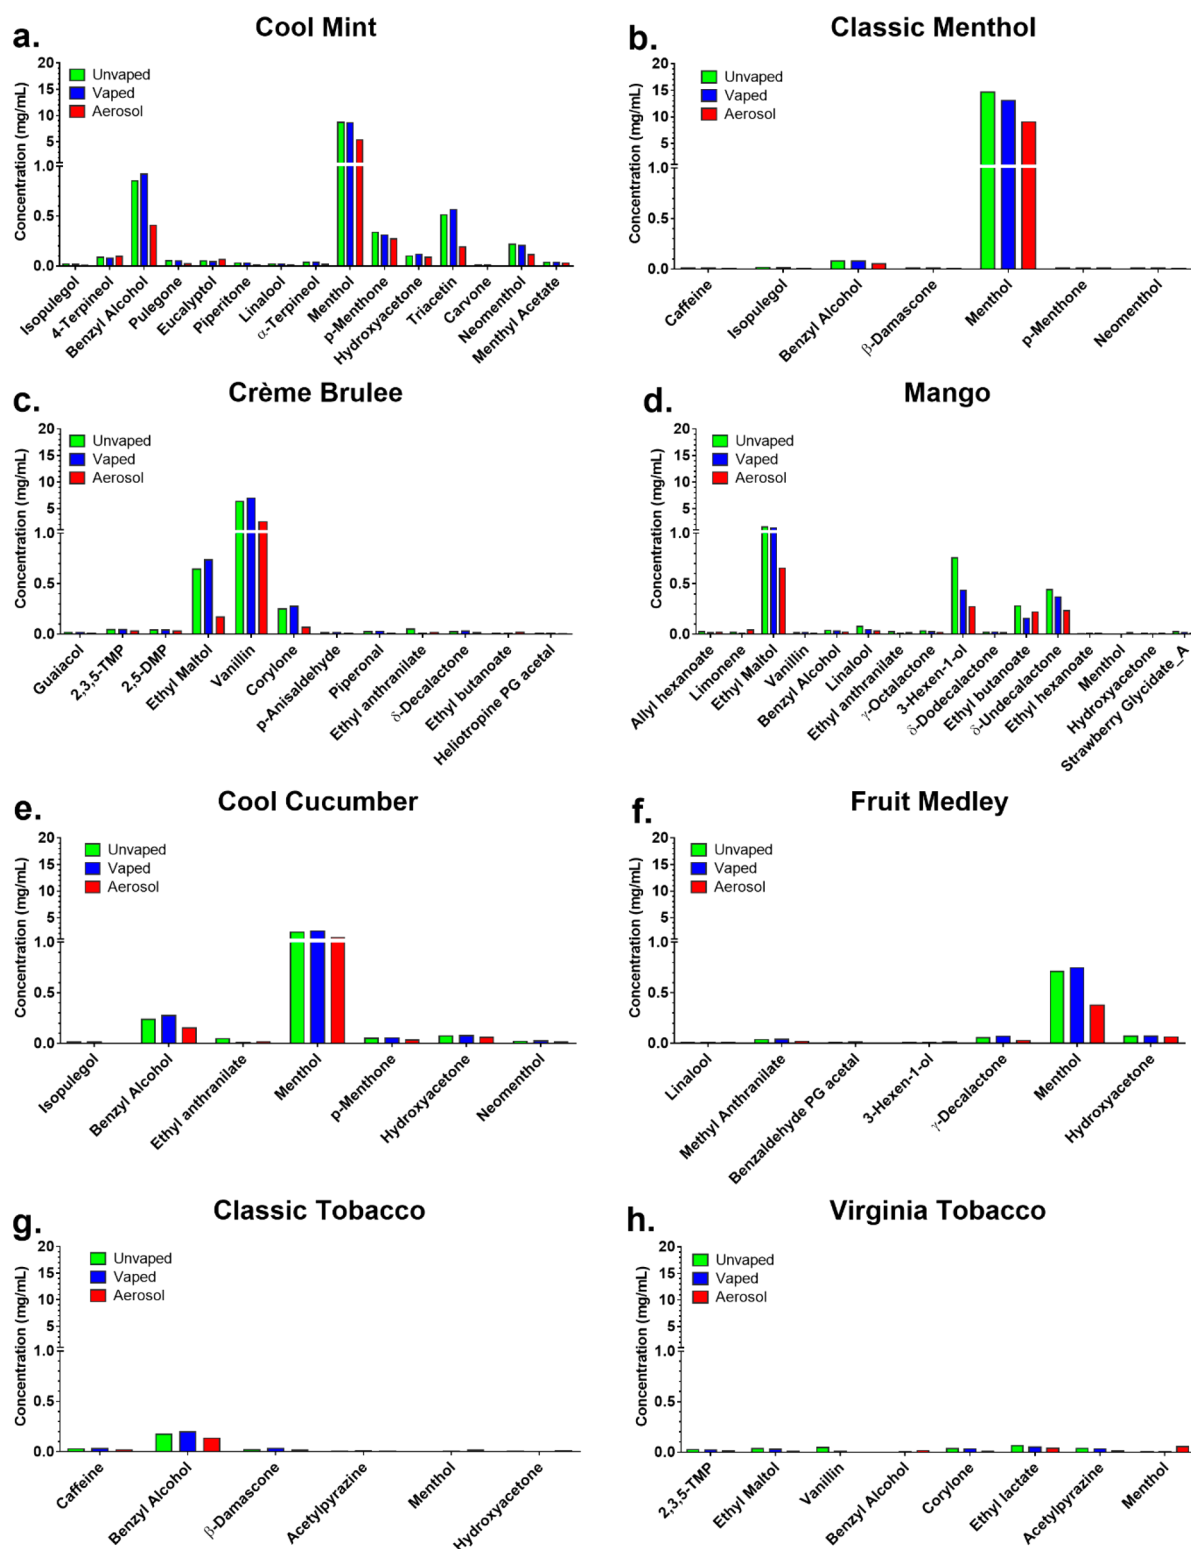 a.
Cool Mint
Concentration (mg/mL)
20
15
10
5
1.0
0.5
0.0
Unvaped
Vaped
Aerosol
Isopulegol
4-Terpineol
Benzyl Alcohol
Pulegone
Eucalyptol
Piperitone
Linalool
α-Terpineol
Menthol
p-Menthone
Hydroxyacetone
Triacetin
Carvone
Neomenthol
Menthyl Acetate
b.
Classic Menthol
Concentration (mg/mL)
20
15
10
5
1.0
0.5
0.0
Unvaped
Vaped
Aerosol
Caffeine
Isopulegol
Benzyl Alcohol
β-Damascone
Menthol
p-Menthone
Neomenthol
c.
Crème Brulee
Concentration (mg/mL)
20
15
10
5
1.0
0.5
0.0
Unvaped
Vaped
Aerosol
Guaiacol
2,3,5-TMP
2,5-DMP
Ethyl Maltol
Vanillin
Corylone
p-Anisaldehyde
Piperonal
Ethyl anthranilate
δ-Decalactone
Ethyl butanoate
Heliotropine PG acetal
d.
Mango
Concentration (mg/mL)
20
15
10
5
1.0
0.5
0.0
Unvaped
Vaped
Aerosol
Allyl hexanoate
Limonene
Ethyl Maltol
Vanillin
Benzyl Alcohol
Linalool
Ethyl anthranilate
γ-Octalactone
3-Hexen-1-ol
δ-Dodecalactone
Ethyl butanoate
δ-Undecalactone
Ethyl hexanoate
Menthol
Hydroxyacetone
Strawberry Glycidate_A
e.
Cool Cucumber
Concentration (mg/mL)
20
15
10
5
1.0
0.5
0.0
Unvaped
Vaped
Aerosol
Isopulegol
Benzyl Alcohol
Ethyl anthranilate
Menthol
p-Menthone
Hydroxyacetone
Neomenthol
f.
Fruit Medley
Concentration (mg/mL)
20
15
10
5
1.0
0.5
0.0
Unvaped
Vaped
Aerosol
Linalool
Methyl Anthranilate
Benzaldehyde PG acetal
3-Hexen-1-ol
γ-Decalactone
Menthol
Hydroxyacetone
g.
Classic Tobacco
Concentration (mg/mL)
20
15
10
5
1.0
0.5
0.0
Unvaped
Vaped
Aerosol
Caffeine
Benzyl Alcohol
β-Damascone
Acetylpyrazine
Menthol
Hydroxyacetone
h.
Virginia Tobacco
Concentration (mg/mL)
20
15
10
5
1.0
0.5
0.0
Unvaped
Vaped
Aerosol
2,3,5-TMP
Ethyl Maltol
Vanillin
Benzyl Alcohol
Corylone
Ethyl lactate
Acetylpyrazine
Menthol